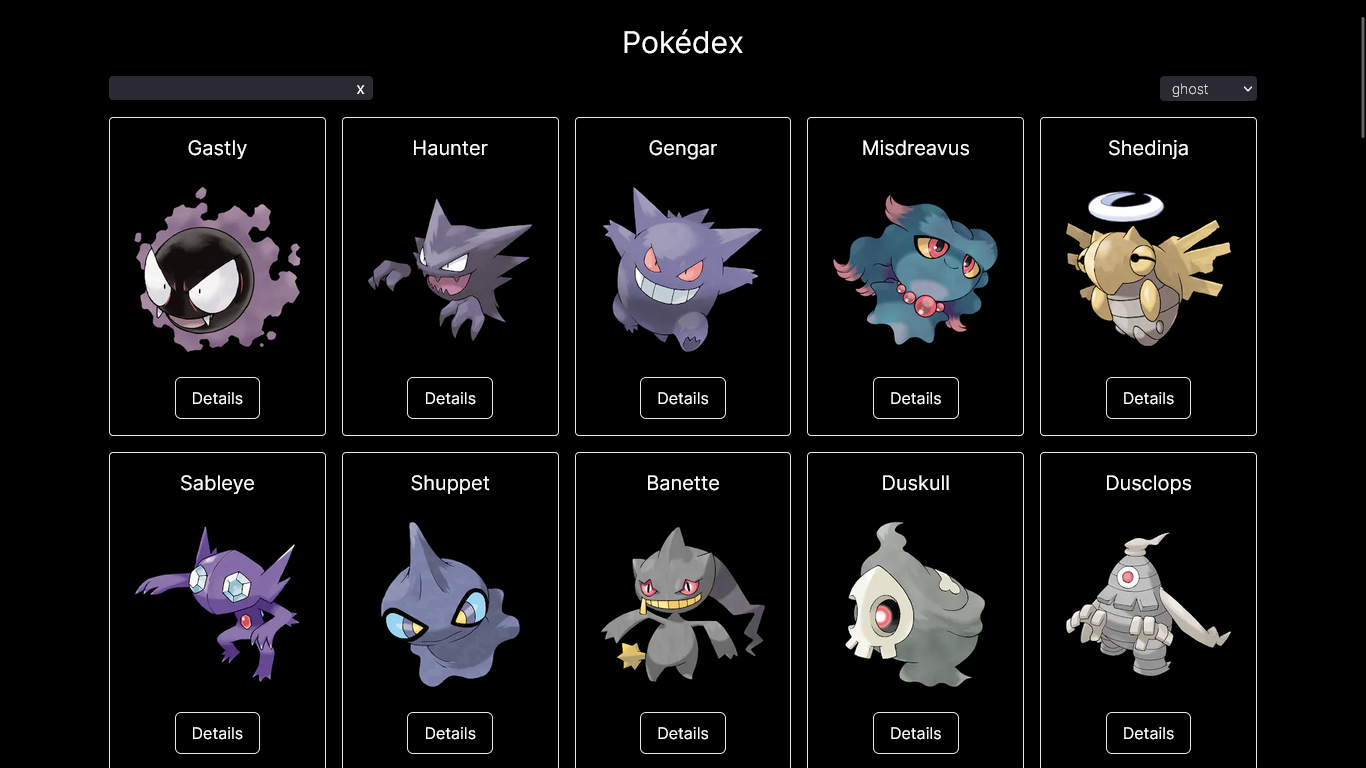 Pokédex
x
ghost
Gastly
Haunter
Gengar
Misdreavus
Shedinja
Details
Details
Details
Details
Details
Sableye
Shuppet
Banette
Duskull
Dusclops
Details
Details
Details
Details
Details